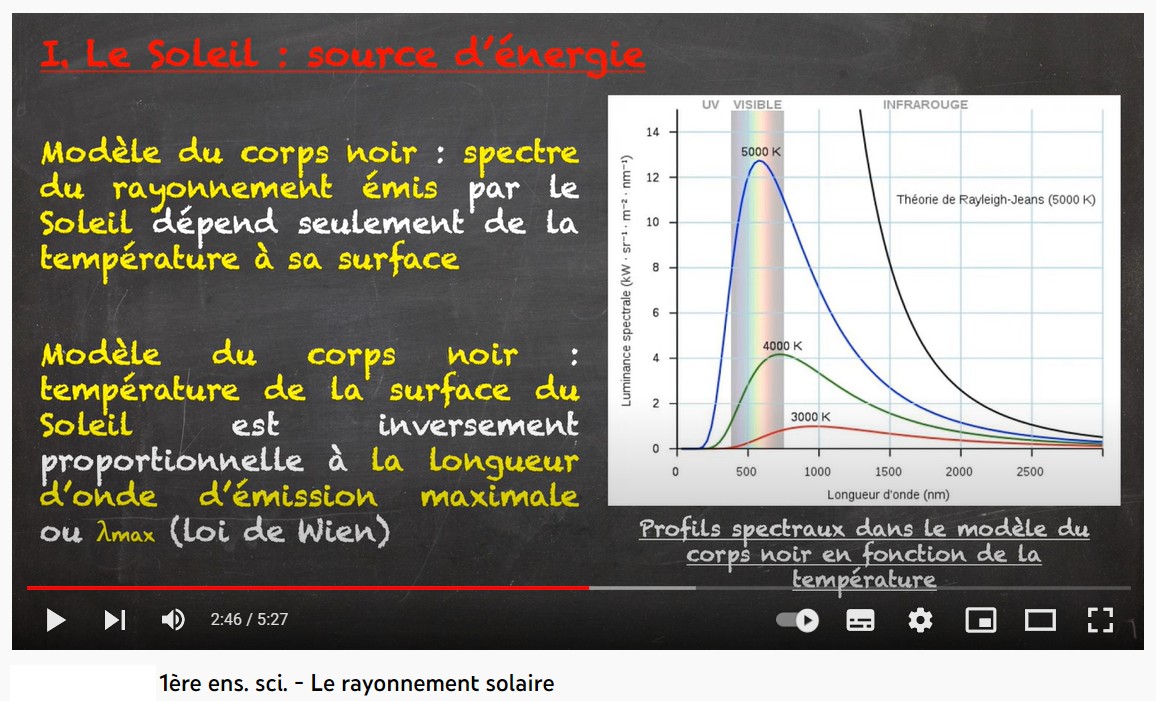 I. Le Soleil : source d'énergie
Modèle du corps noir : spectre
du rayonnement émis par le
Soleil dépend seulement de la
température à sa surface
Modèle du corps noir :
température de la surface du
Soleil est inversement
proportionnelle à la longueur
d'onde d'émission maximale
ou λmax (loi de Wien)
UV VISIBLE INFRAROUGE
14
12
10
8
6
4
2
0
Luminance spectrale (kW · sr⁻¹ · m⁻² · nm⁻¹)
5000 K
Théorie de Rayleigh-Jeans (5000 K)
4000 K
3000 K
0 500 1000 1500 2000 2500
Longueur d'onde (nm)
Profils spectraux dans le modèle du
corps noir en fonction de la
température
2:46 / 5:27
1ère ens. sci. - Le rayonnement solaire